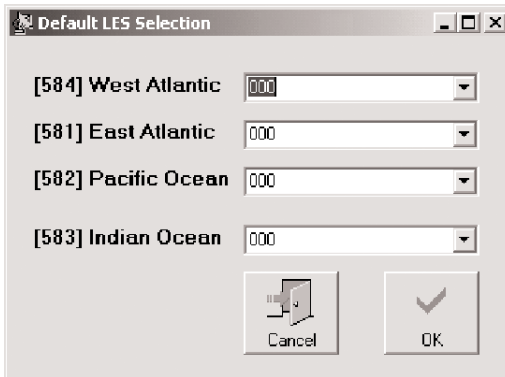 Default LES Selection
[584] West Atlantic 000
[581] East Atlantic 000
[582] Pacific Ocean 000
[583] Indian Ocean 000
Cancel OK